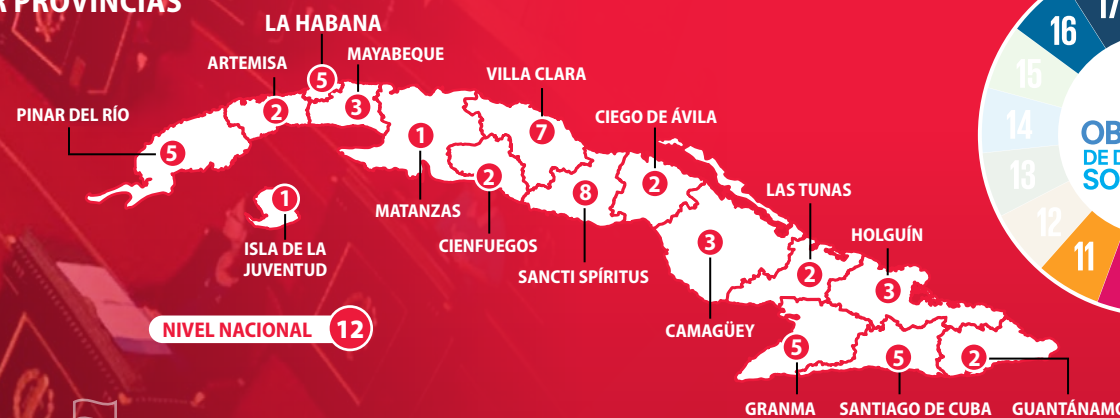 R PROVINCIAS
LA HABANA
5
ARTEMISA
2
MAYABEQUE
3
PINAR DEL RÍO
5
VILLA CLARA
7
CIEGO DE ÁVILA
2
1
MATANZAS
2
CIENFUEGOS
8
SANCTI SPÍRITUS
1
ISLA DE LA
JUVENTUD
LAS TUNAS
2
HOLGUÍN
3
3
CAMAGÜEY
NIVEL NACIONAL 12
5
GRANMA
5
SANTIAGO DE CUBA
2
GUANTÁNAMO
17
16
15
14
13
12
11
OB
DE D
SO